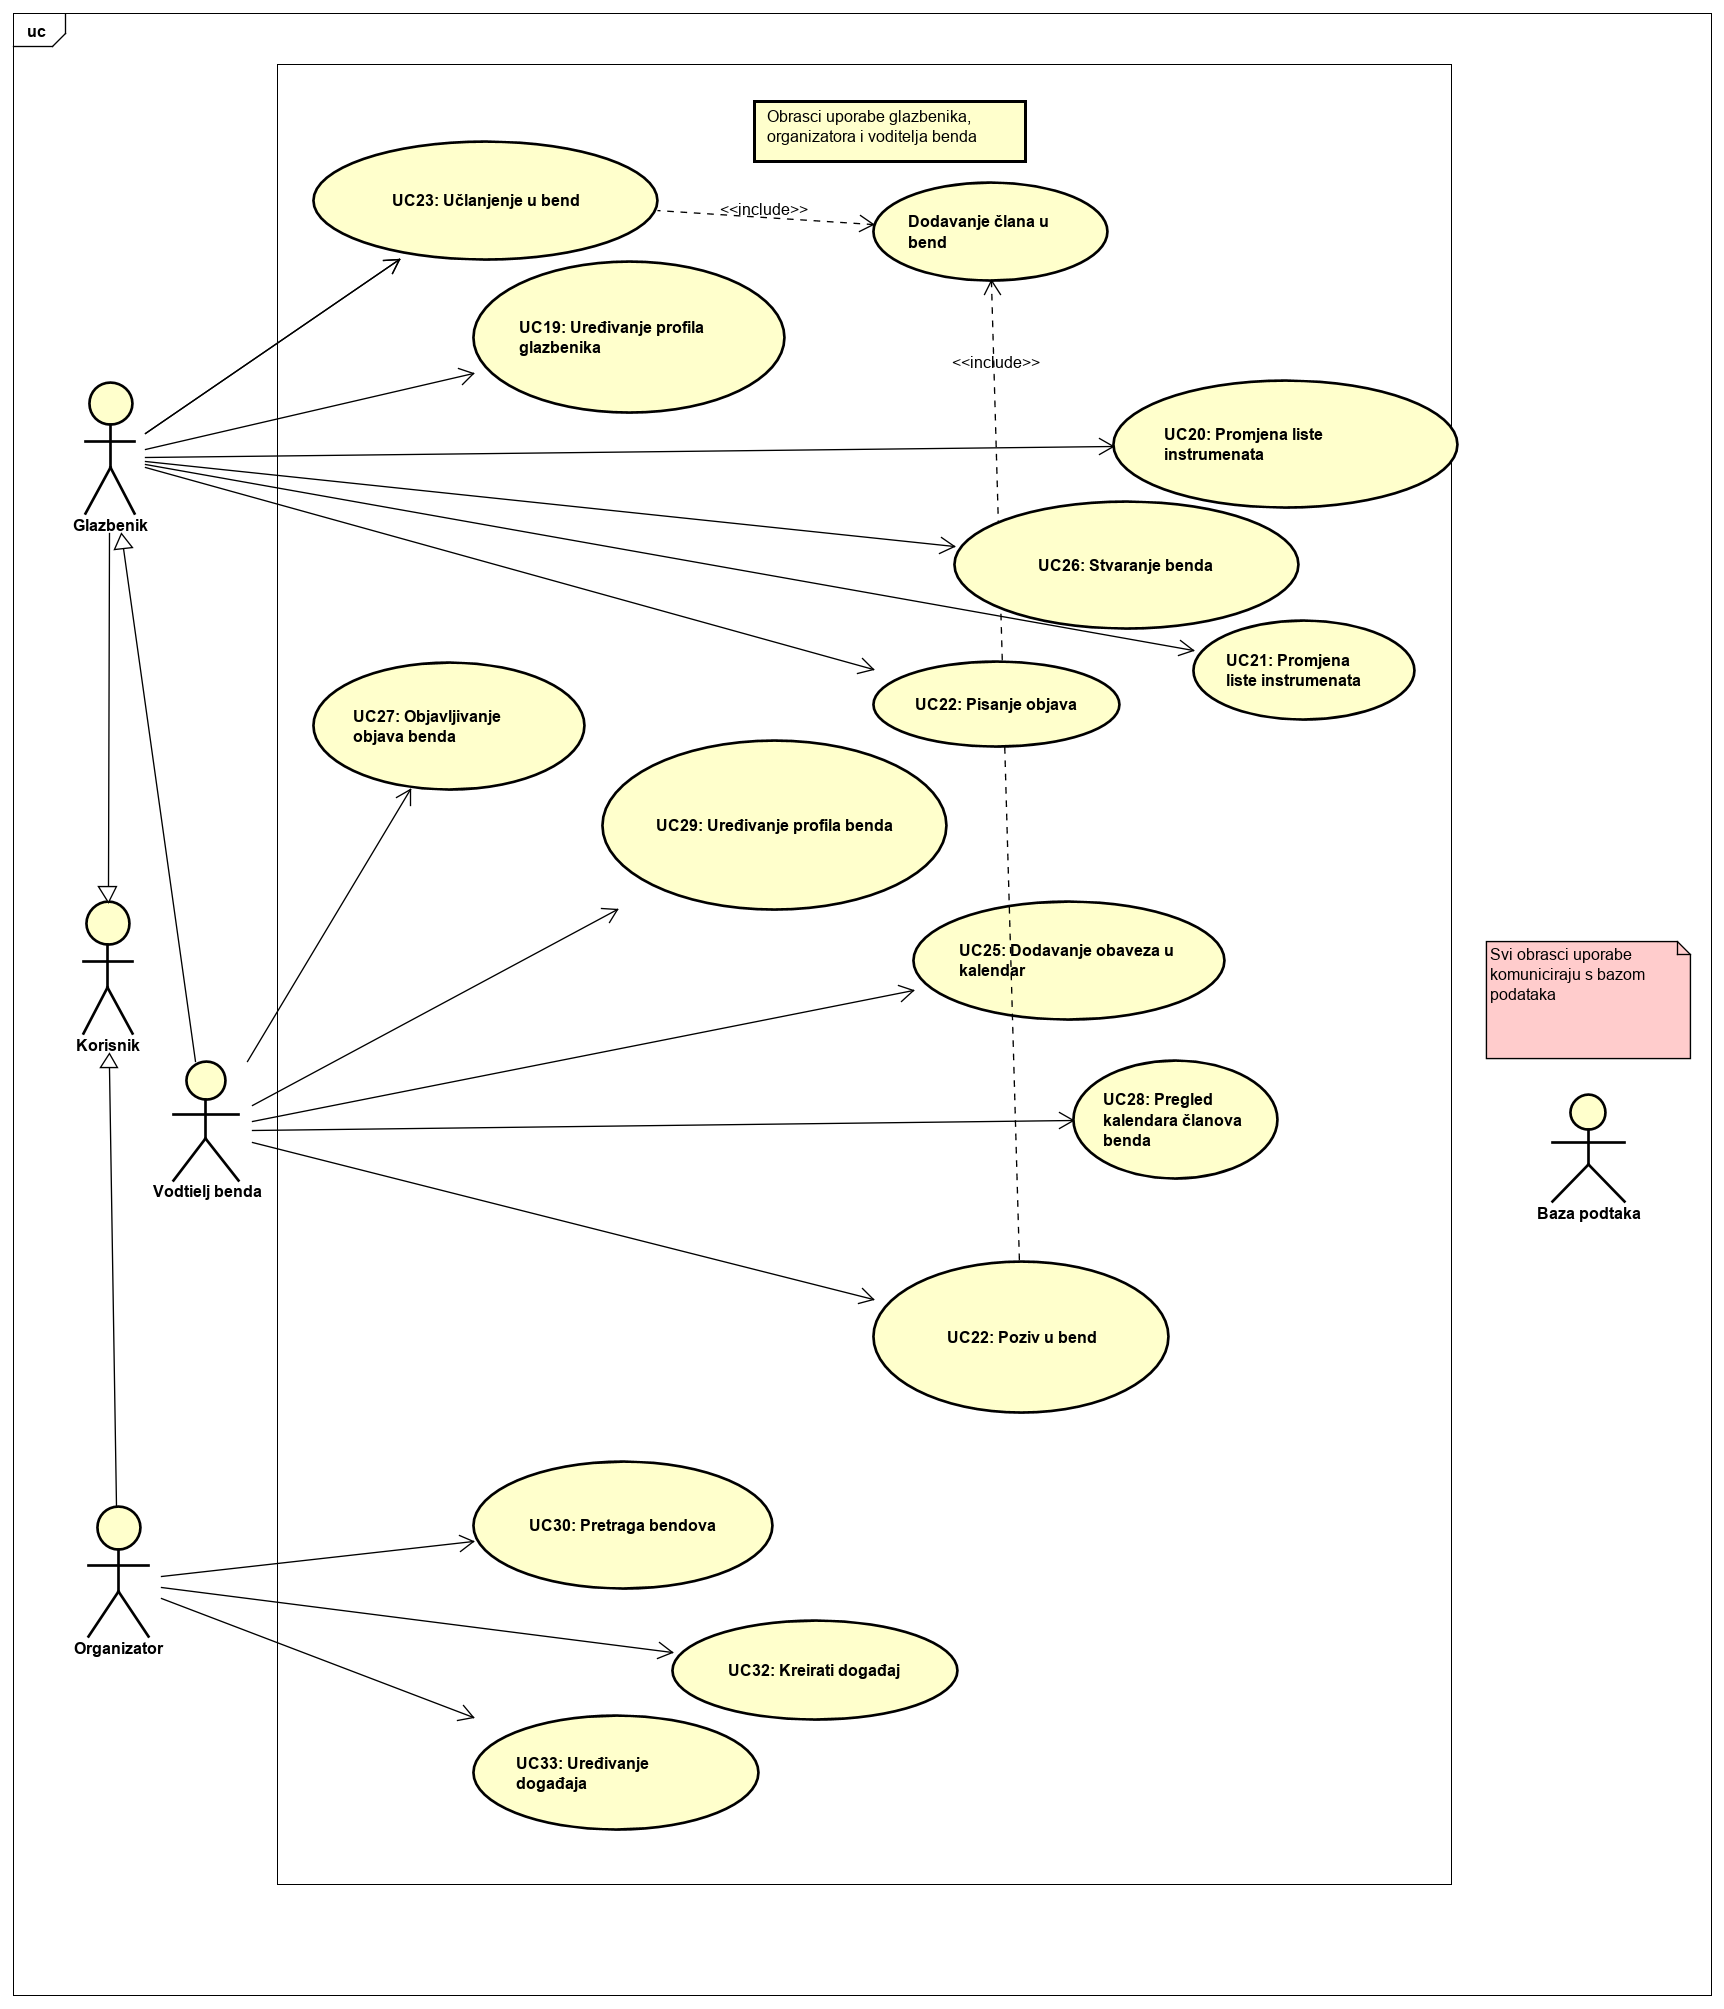 uc
Obrasci uporabe glazbenika,
organizatora i voditelja benda
UC23: Učlanjenje u bend
<<include>>
Dodavanje člana u
bend
UC19: Uređivanje profila
glazbenika
<<include>>
UC20: Promjena liste
instrumenata
Glazbenik
UC26: Stvaranje benda
UC21: Promjena
liste instrumenata
UC22: Pisanje objava
UC27: Objavljivanje
objava benda
UC29: Uređivanje profila benda
UC25: Dodavanje obaveza u
kalendar
Svi obrasci uporabe
komuniciraju s bazom
podataka
Korisnik
UC28: Pregled
kalendara članova
benda
Vodtielj benda
Baza podtaka
UC22: Poziv u bend
UC30: Pretraga bendova
Organizator
UC32: Kreirati događaj
UC33: Uređivanje
događaja